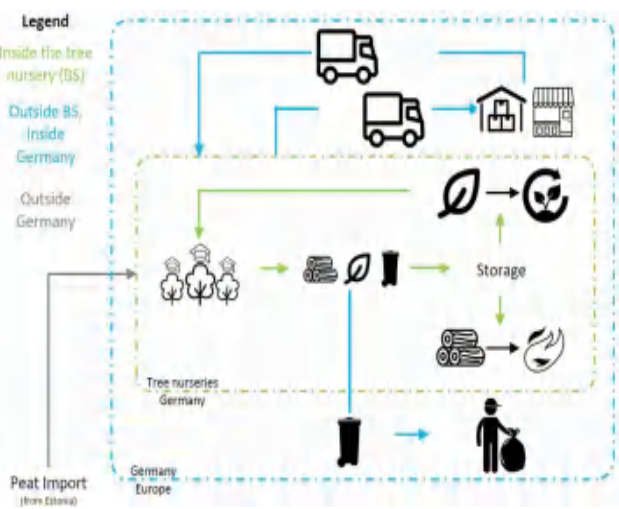 Legend
Inside the tree
nursery (BS)
Outside BS,
Inside
Germany
Outside
Germany
Storage
Tree nurseries
Germany
Germany
Europe
Peat Import
(from Estonia)